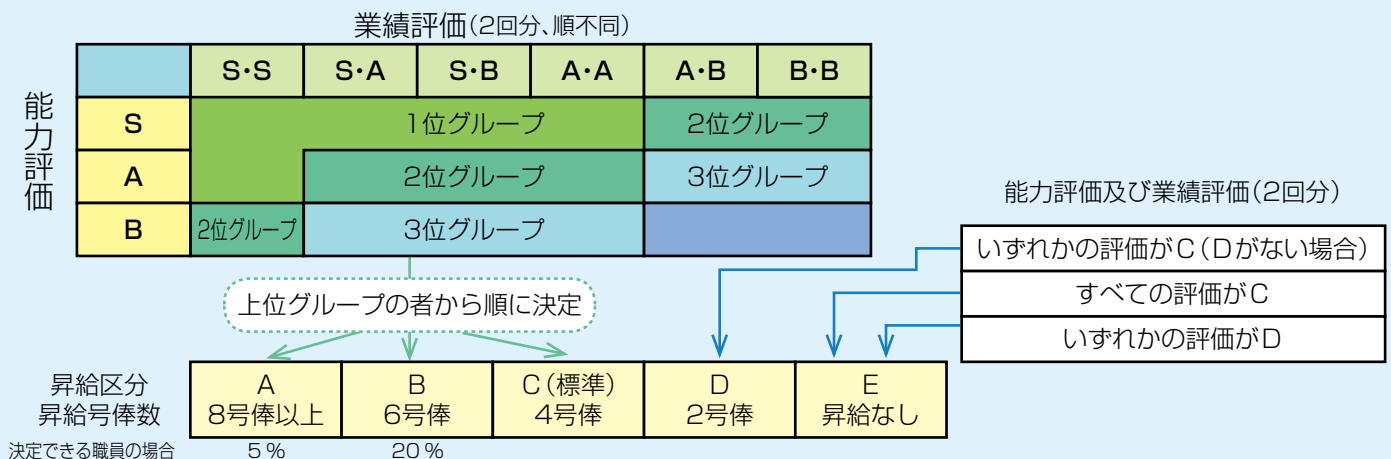 業績評価(2回分、順不同)
能力評価
S・S S・A S・B A・A A・B B・B
S 1位グループ 2位グループ
A 2位グループ 3位グループ
B 2位グループ 3位グループ
上位グループの者から順に決定
能力評価及び業績評価(2回分)
いずれかの評価がC(Dがない場合)
すべての評価がC
いずれかの評価がD
昇給区分 A B C(標準) D E
昇給号俸数 8号俸以上 6号俸 4号俸 2号俸 昇給なし
決定できる職員の場合 5% 20%